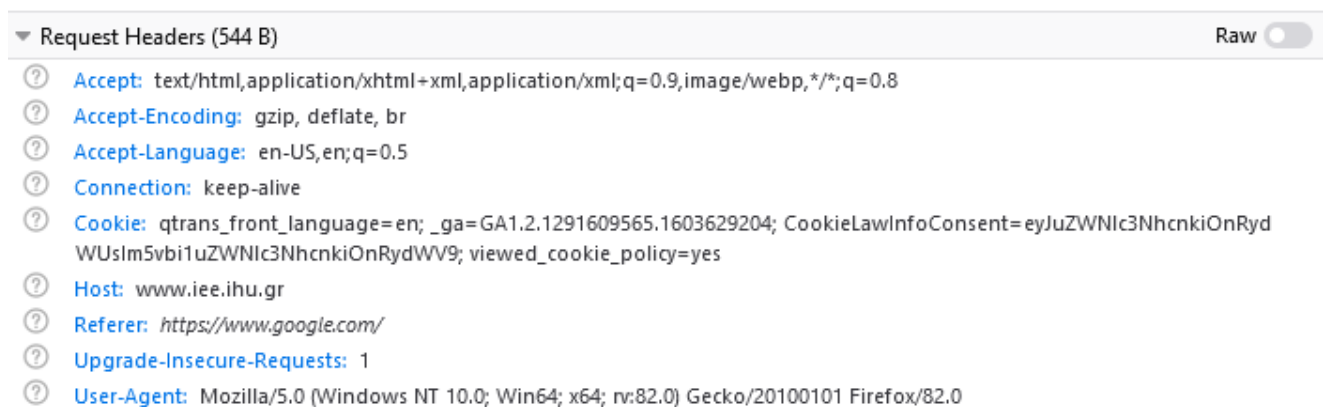 Request Headers (544 B) Raw
Accept: text/html,application/xhtml+xml,application/xml;q=0.9,image/webp,*/*;q=0.8
Accept-Encoding: gzip, deflate, br
Accept-Language: en-US,en;q=0.5
Connection: keep-alive
Cookie: qtrans_front_language=en; _ga=GA1.2.1291609565.1603629204; CookieLawInfoConsent=eyJuZWNlc3NhcnkiOnRyd
WUsIm5vbi1uZWNlc3NhcnkiOnRydWV9; viewed_cookie_policy=yes
Host: www.iee.ihu.gr
Referer: https://www.google.com/
Upgrade-Insecure-Requests: 1
User-Agent: Mozilla/5.0 (Windows NT 10.0; Win64; x64; rv:82.0) Gecko/20100101 Firefox/82.0